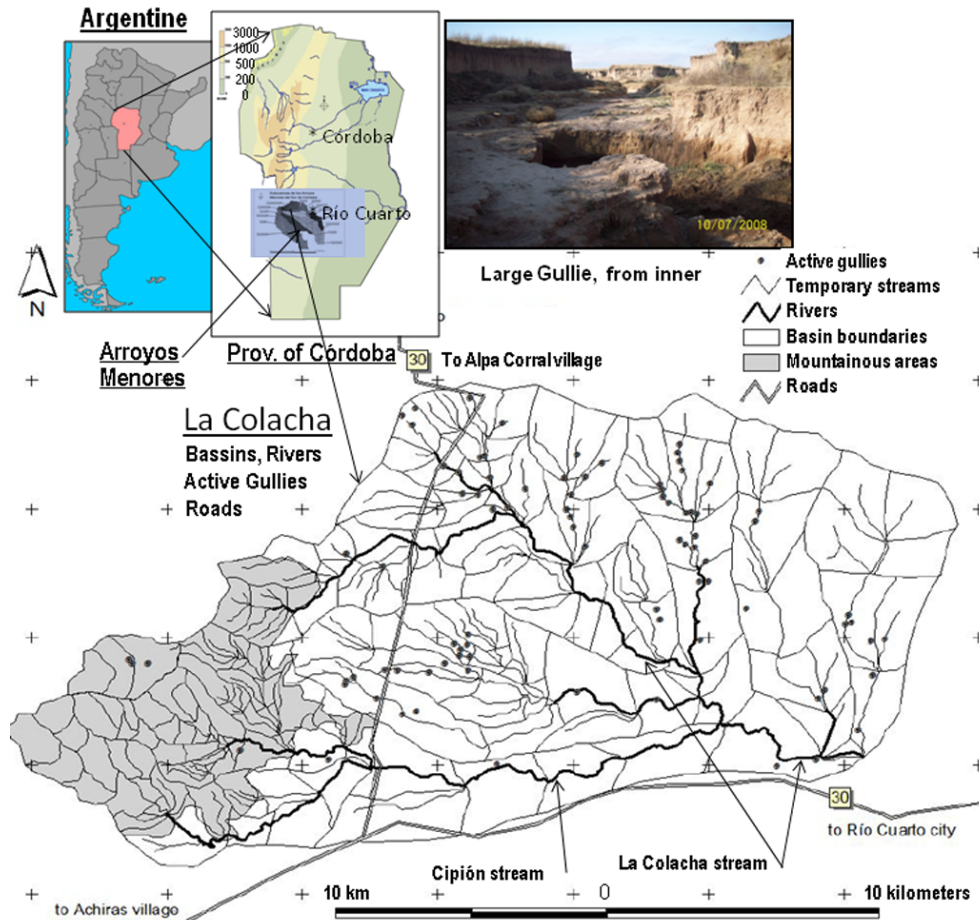 Argentine
3000
1000
500
200
0
Córdoba
Río Cuarto
10/07/2008
N
Large Gullie, from inner
Active gullies
Temporary streams
Rivers
Basin boundaries
Mountainous areas
Roads
Arroyos
Menores
Prov. of Córdoba
30
To Alpa Corral village
La Colacha
Bassins, Rivers
Active Gullies
Roads
30
to Río Cuarto city
Cipión stream
La Colacha stream
to Achiras villago
10 km
0
10 kilometers